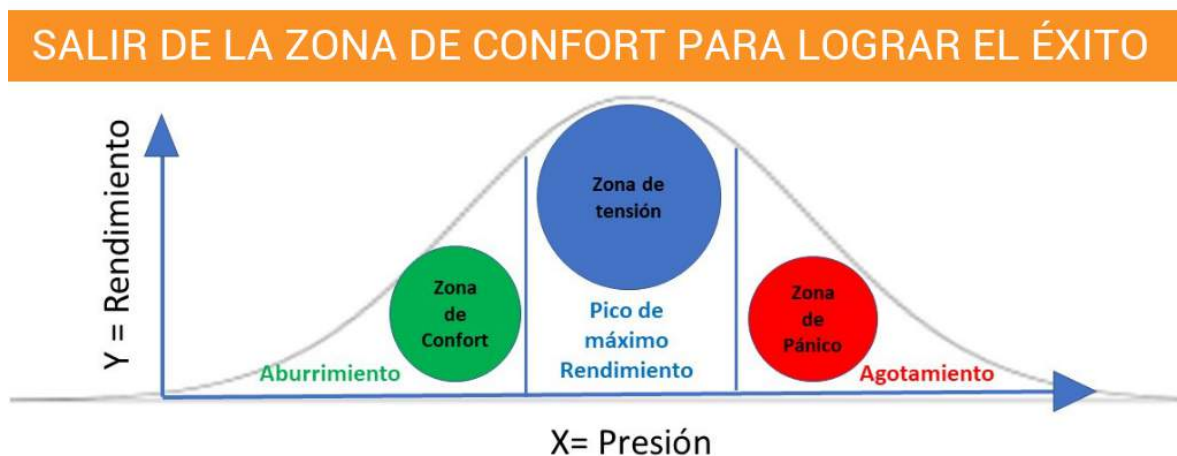 SALIR DE LA ZONA DE CONFORT PARA LOGRAR EL ÉXITO
Y = Rendimiento
Zona de
tensión
Zona
de
Confort
Zona
de
Pánico
Pico de
máximo
Rendimiento
Aburrimiento
Agotamiento
X= Presión